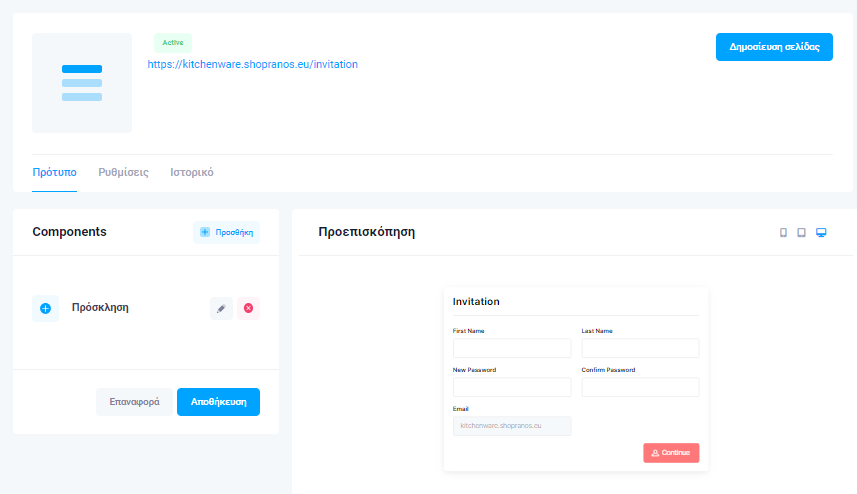 Active
https://kitchenware.shopranos.eu/invitation
Δημοσίευση σελίδας
Πρότυπο Ρυθμίσεις Ιστορικό
Components
Προσθήκη
Πρόσκληση
Επαναφορά
Αποθήκευση
Προεπισκόπηση
Invitation
First Name Last Name
New Password Confirm Password
Email
kitchenware.shopranos.eu
Continue